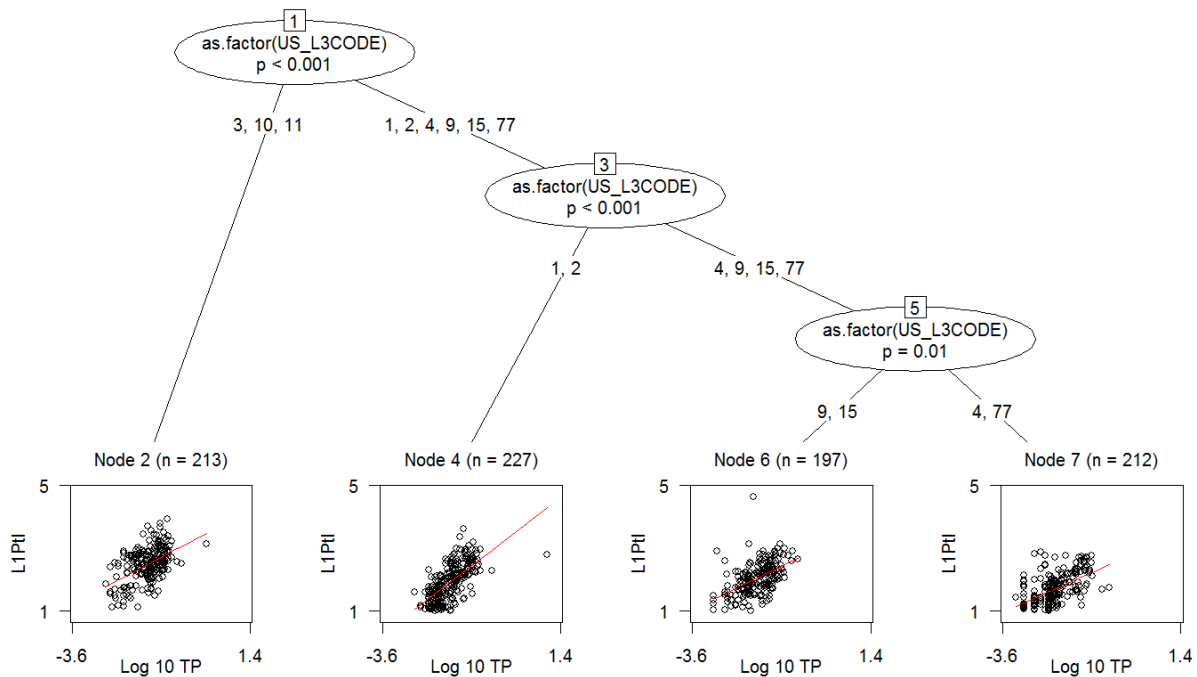 1
as.factor(US_L3CODE)
p < 0.001
3, 10, 11
1, 2, 4, 9, 15, 77
3
as.factor(US_L3CODE)
p < 0.001
1, 2
4, 9, 15, 77
5
as.factor(US_L3CODE)
p = 0.01
9, 15
4, 77
Node 2 (n = 213)
5
1
L1Ptl
-3.6
1.4
Log 10 TP
Node 4 (n = 227)
5
1
L1Ptl
-3.6
1.4
Log 10 TP
Node 6 (n = 197)
5
1
L1Ptl
-3.6
1.4
Log 10 TP
Node 7 (n = 212)
5
1
L1Ptl
-3.6
1.4
Log 10 TP